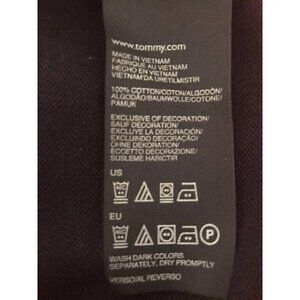 www.tommy.com
MADE IN VIETNAM
FABRIQUÉ AU VIETNAM
HECHO EN VIETNAM
VIETNAM'DA ÜRETILMISTIR
100% COTTON/COTON/ALGODÓN/
ALGODÃO/BAUMWOLLE/COTONE/
PAMUK
EXCLUSIVE OF DECORATION/
SAUF DECORATION/
EXCLUYE LA DECORACIÓN/
EXCLUINDO DECORAÇÃO/
OHNE DEKORATION/
ECCETTO DECORAZIONE/
SUSLEME HARICTIR
US
EU
P
WASH DARK COLORS
SEPARATELY, DRY PROMPTLY
VERSO/AL REVERSO